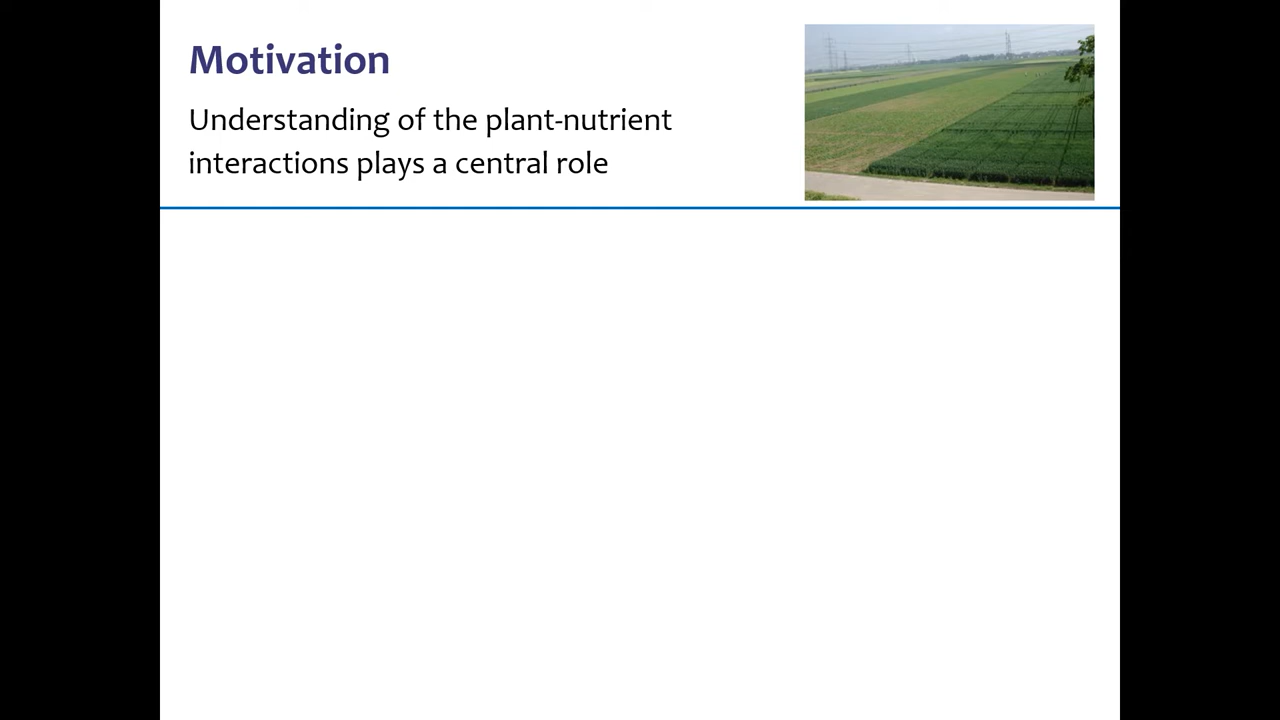 Motivation
Understanding of the plant-nutrient
interactions plays a central role